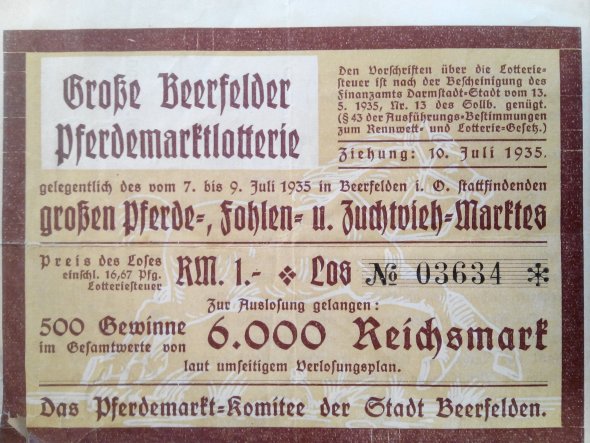 Große Beerfelder
Pferdemarktlotterie
Den Vorschriften über die Lotterie-
steuer ist nach der Bescheinigung des
Finanzamts Darmstadt-Stadt vom 13.
5. 1935, Nr. 13 des Sollb. genügt.
(§ 43 der Ausführungs-Bestimmungen
zum Rennwett- und Lotterie-Gesetz.)
Ziehung: 10. Juli 1935.
gelegentlich des vom 7. bis 9. Juli 1935 in Beerfelden i. O. stattfindenden
großen Pferde-, Fohlen- u. Zuchtvieh-Marktes
Preis des Loses
einschl. 16,67 Pfg.
Lotteriesteuer
RM. 1.- ❖ Los № 03634 ✻
Zur Auslosung gelangen:
500 Gewinne
im Gesamtwerte von
6.000 Reichsmark
laut umseitigem Verlosungsplan.
Das Pferdemarkt-Komitee der Stadt Beerfelden.